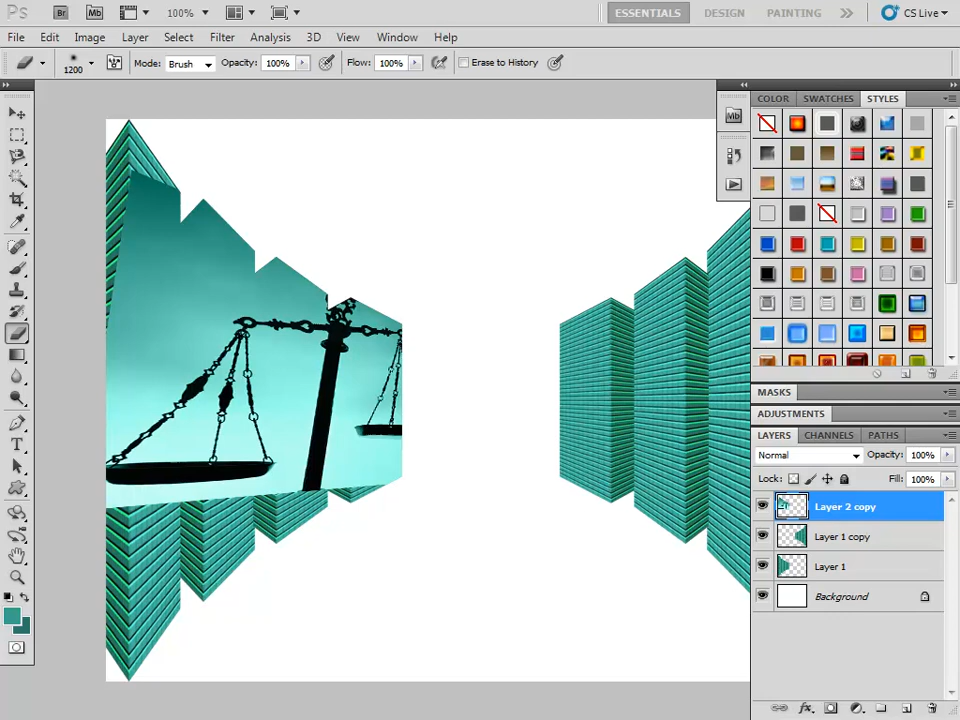 Ps Br Mb 100% ESSENTIALS DESIGN PAINTING CS Live
File Edit Image Layer Select Filter Analysis 3D View Window Help
1200 Mode: Brush Opacity: 100% Flow: 100% Erase to History
COLOR SWATCHES STYLES
Mb
MASKS
ADJUSTMENTS
LAYERS CHANNELS PATHS
Normal Opacity: 100%
Lock: Fill: 100%
Layer 2 copy
Layer 1 copy
Layer 1
Background
T
fx